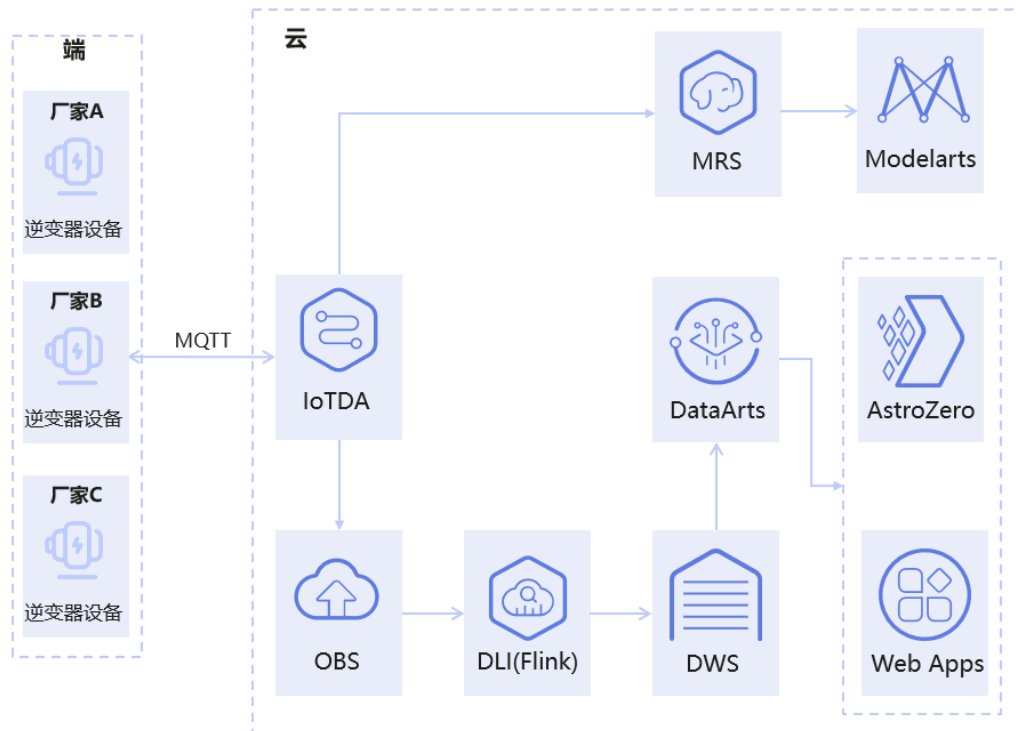 端
厂家A
逆变器设备
厂家B
逆变器设备
厂家C
逆变器设备
MQTT
云
IoTDA
MRS
Modelarts
OBS
DLI(Flink)
DWS
DataArts
AstroZero
Web Apps